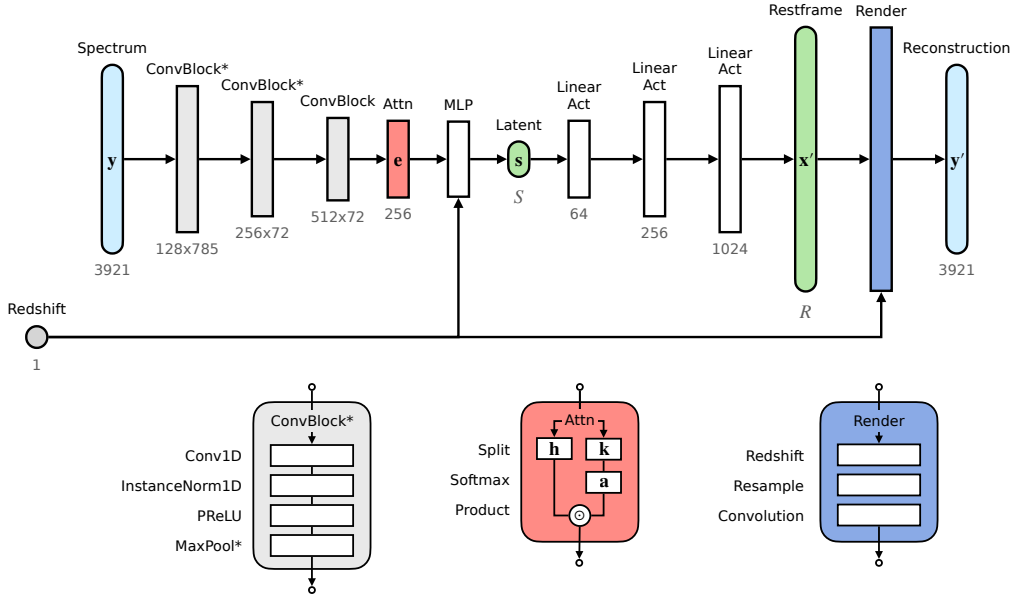 Spectrum
y
3921
ConvBlock*
128x785
ConvBlock*
256x72
ConvBlock
512x72
Attn
e
256
MLP
Latent
s
S
Linear
Act
64
Linear
Act
256
Linear
Act
1024
Restframe
x′
R
Render
Reconstruction
y′
3921
Redshift
1
ConvBlock*
Conv1D
InstanceNorm1D
PReLU
MaxPool*
Attn
Split
h
k
Softmax
a
Product
⊙
Render
Redshift
Resample
Convolution